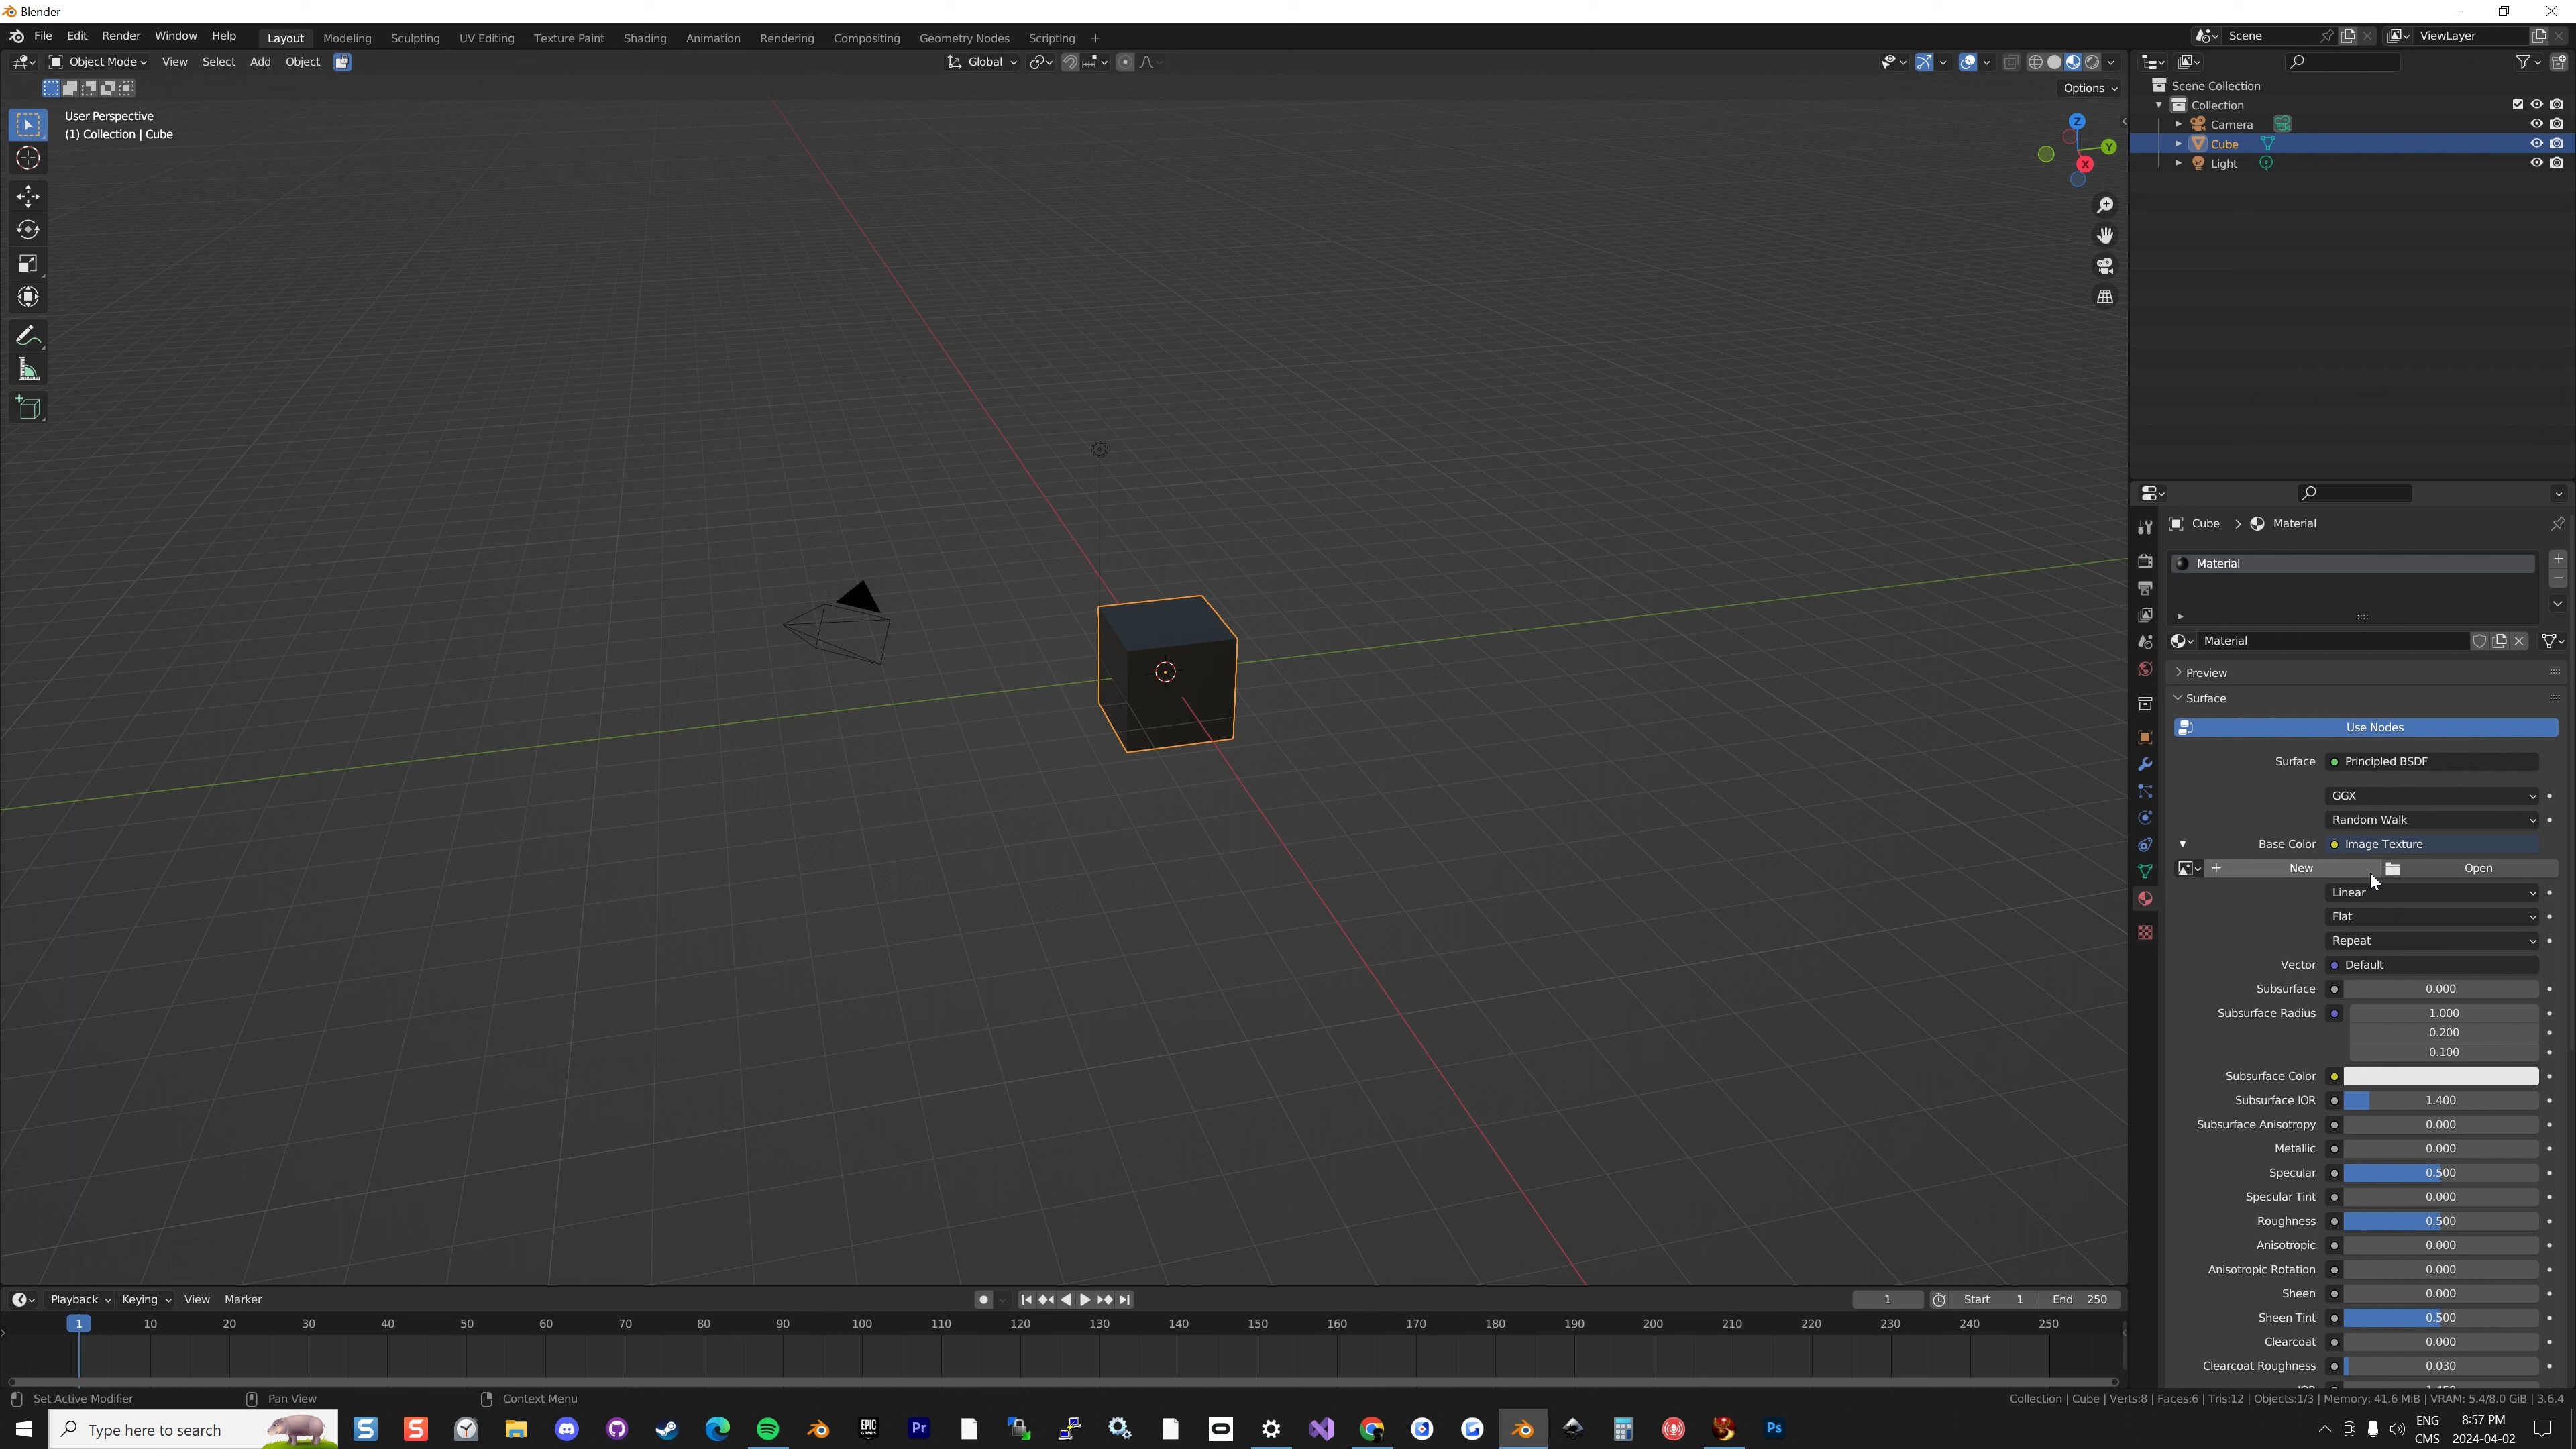 Blender
File Edit Render Window Help Layout Modeling Sculpting UV Editing Texture Paint Shading Animation Rendering Compositing Geometry Nodes Scripting + Scene ViewLayer
Object Mode View Select Add Object Global
Options
User Perspective
(1) Collection | Cube
Z
Y
X
Scene Collection
Collection
Camera
Cube
Light
Cube > Material
Material
Material
Preview
Surface
Use Nodes
Surface Principled BSDF
GGX
Random Walk
Base Color Image Texture
+ New Open
Linear
Flat
Repeat
Vector Default
Subsurface 0.000
Subsurface Radius 1.000
0.200
0.100
Subsurface Color
Subsurface IOR 1.400
Subsurface Anisotropy 0.000
Metallic 0.000
Specular 0.500
Specular Tint 0.000
Roughness 0.500
Anisotropic 0.000
Anisotropic Rotation 0.000
Sheen 0.000
Sheen Tint 0.500
Clearcoat 0.000
Clearcoat Roughness 0.030
Playback Keying View Marker 1 Start 1 End 250
1 10 20 30 40 50 60 70 80 90 100 110 120 130 140 150 160 170 180 190 200 210 220 230 240 250
Set Active Modifier Pan View Context Menu Collection | Cube | Verts:8 | Faces:6 | Tris:12 | Objects:1/3 | Memory: 41.6 MiB | VRAM: 5.4/8.0 GiB | 3.6.4
Type here to search S S EPIC GAMES Pr Ps ENG CMS 8:57 PM 2024-04-02